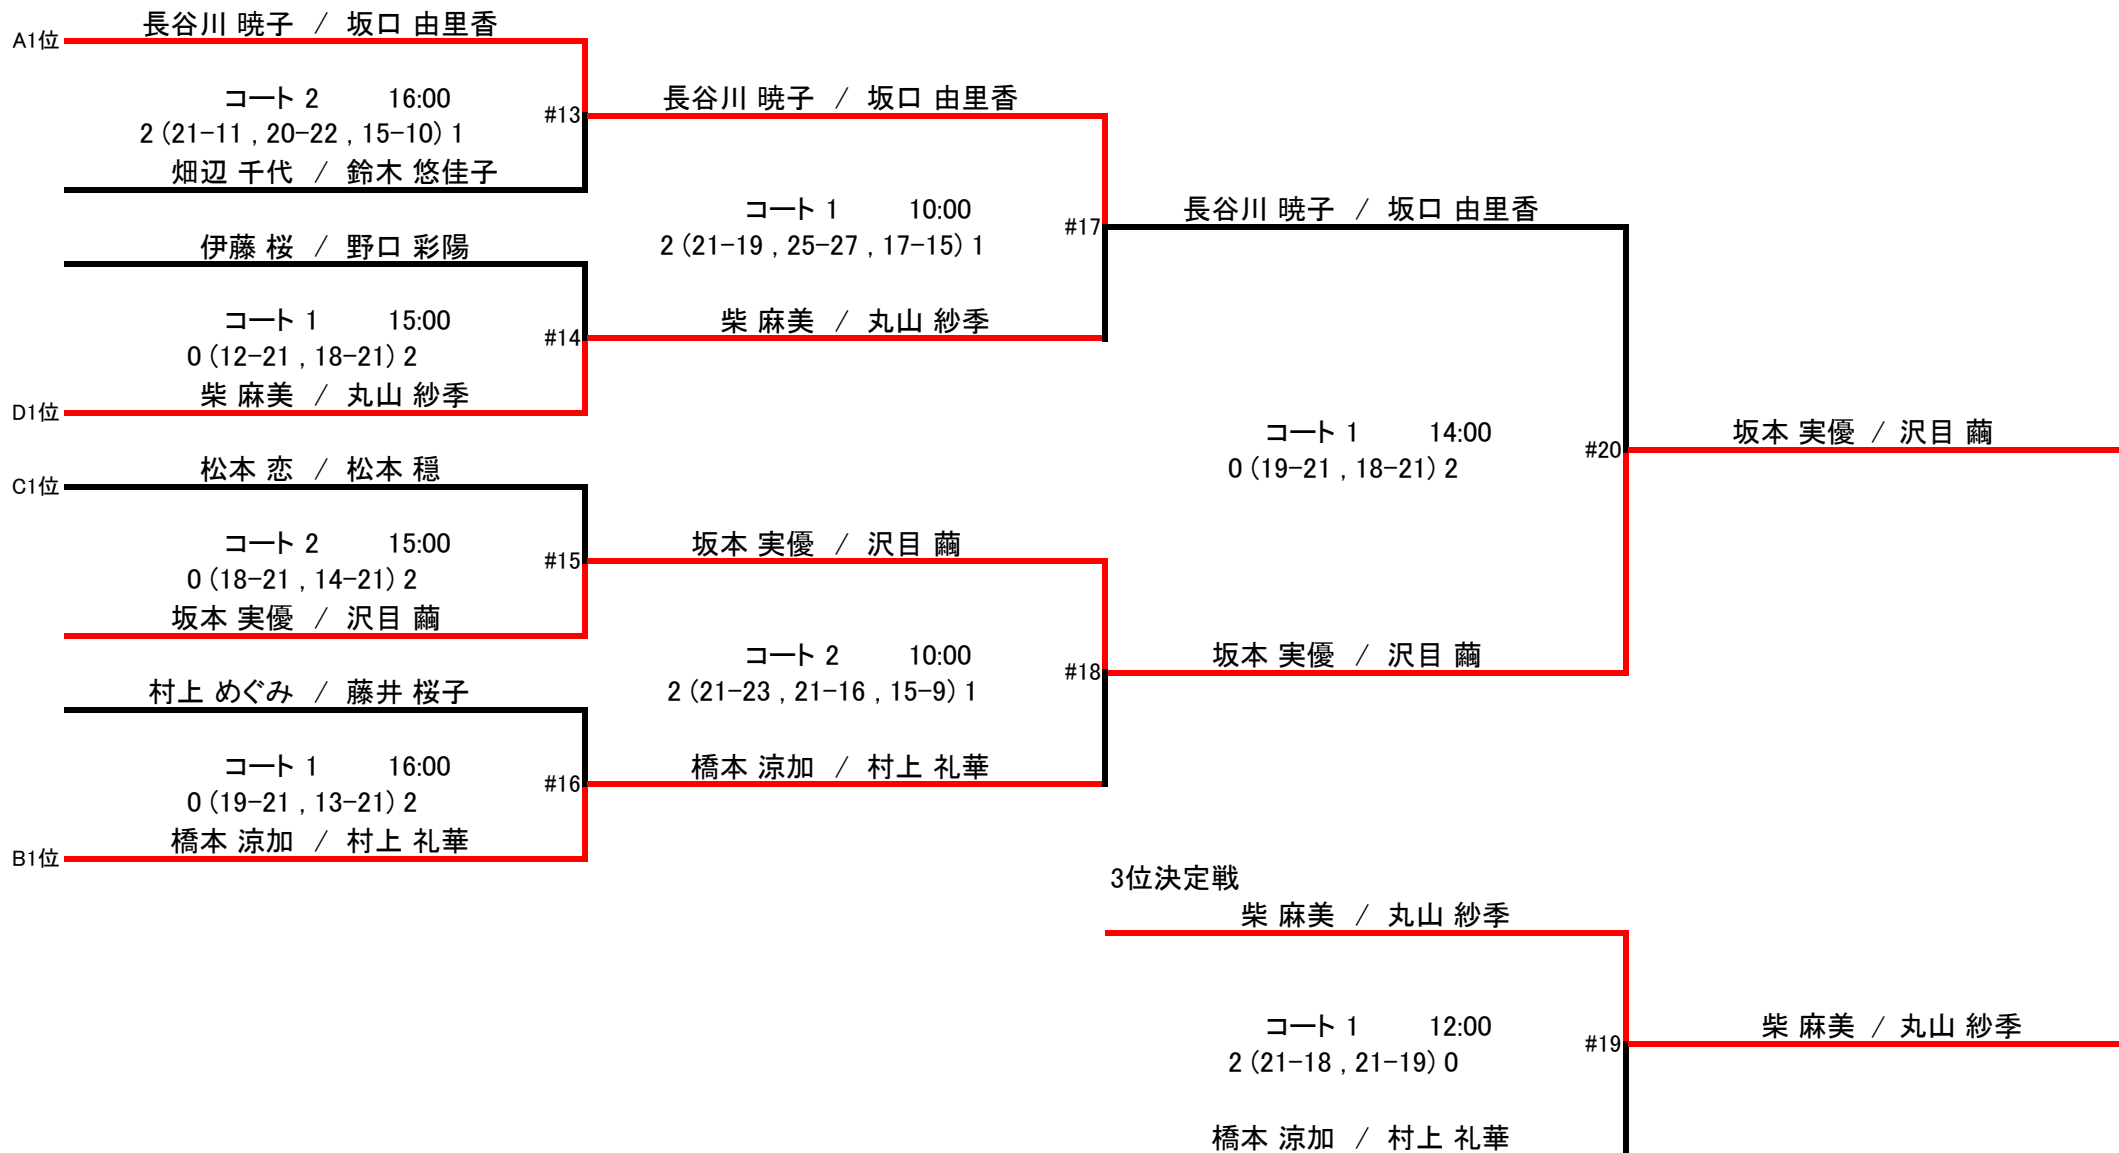 長谷川 暁子 / 坂口 由里香
A1位
コート 2 16:00
#13
2 (21-11 , 20-22 , 15-10) 1
畑辺 千代 / 鈴木 悠佳子
伊藤 桜 / 野口 彩陽
コート 1 15:00
#14
0 (12-21 , 18-21) 2
柴 麻美 / 丸山 紗季
D1位
松本 恋 / 松本 穏
C1位
コート 2 15:00
#15
0 (18-21 , 14-21) 2
坂本 実優 / 沢目 繭
村上 めぐみ / 藤井 桜子
コート 1 16:00
#16
0 (19-21 , 13-21) 2
橋本 涼加 / 村上 礼華
B1位
長谷川 暁子 / 坂口 由里香
コート 1 10:00
#17
2 (21-19 , 25-27 , 17-15) 1
柴 麻美 / 丸山 紗季
坂本 実優 / 沢目 繭
コート 2 10:00
#18
2 (21-23 , 21-16 , 15-9) 1
橋本 涼加 / 村上 礼華
長谷川 暁子 / 坂口 由里香
コート 1 14:00
#20
0 (19-21 , 18-21) 2
坂本 実優 / 沢目 繭
坂本 実優 / 沢目 繭
3位決定戦
柴 麻美 / 丸山 紗季
コート 1 12:00
#19
2 (21-18 , 21-19) 0
橋本 涼加 / 村上 礼華
柴 麻美 / 丸山 紗季